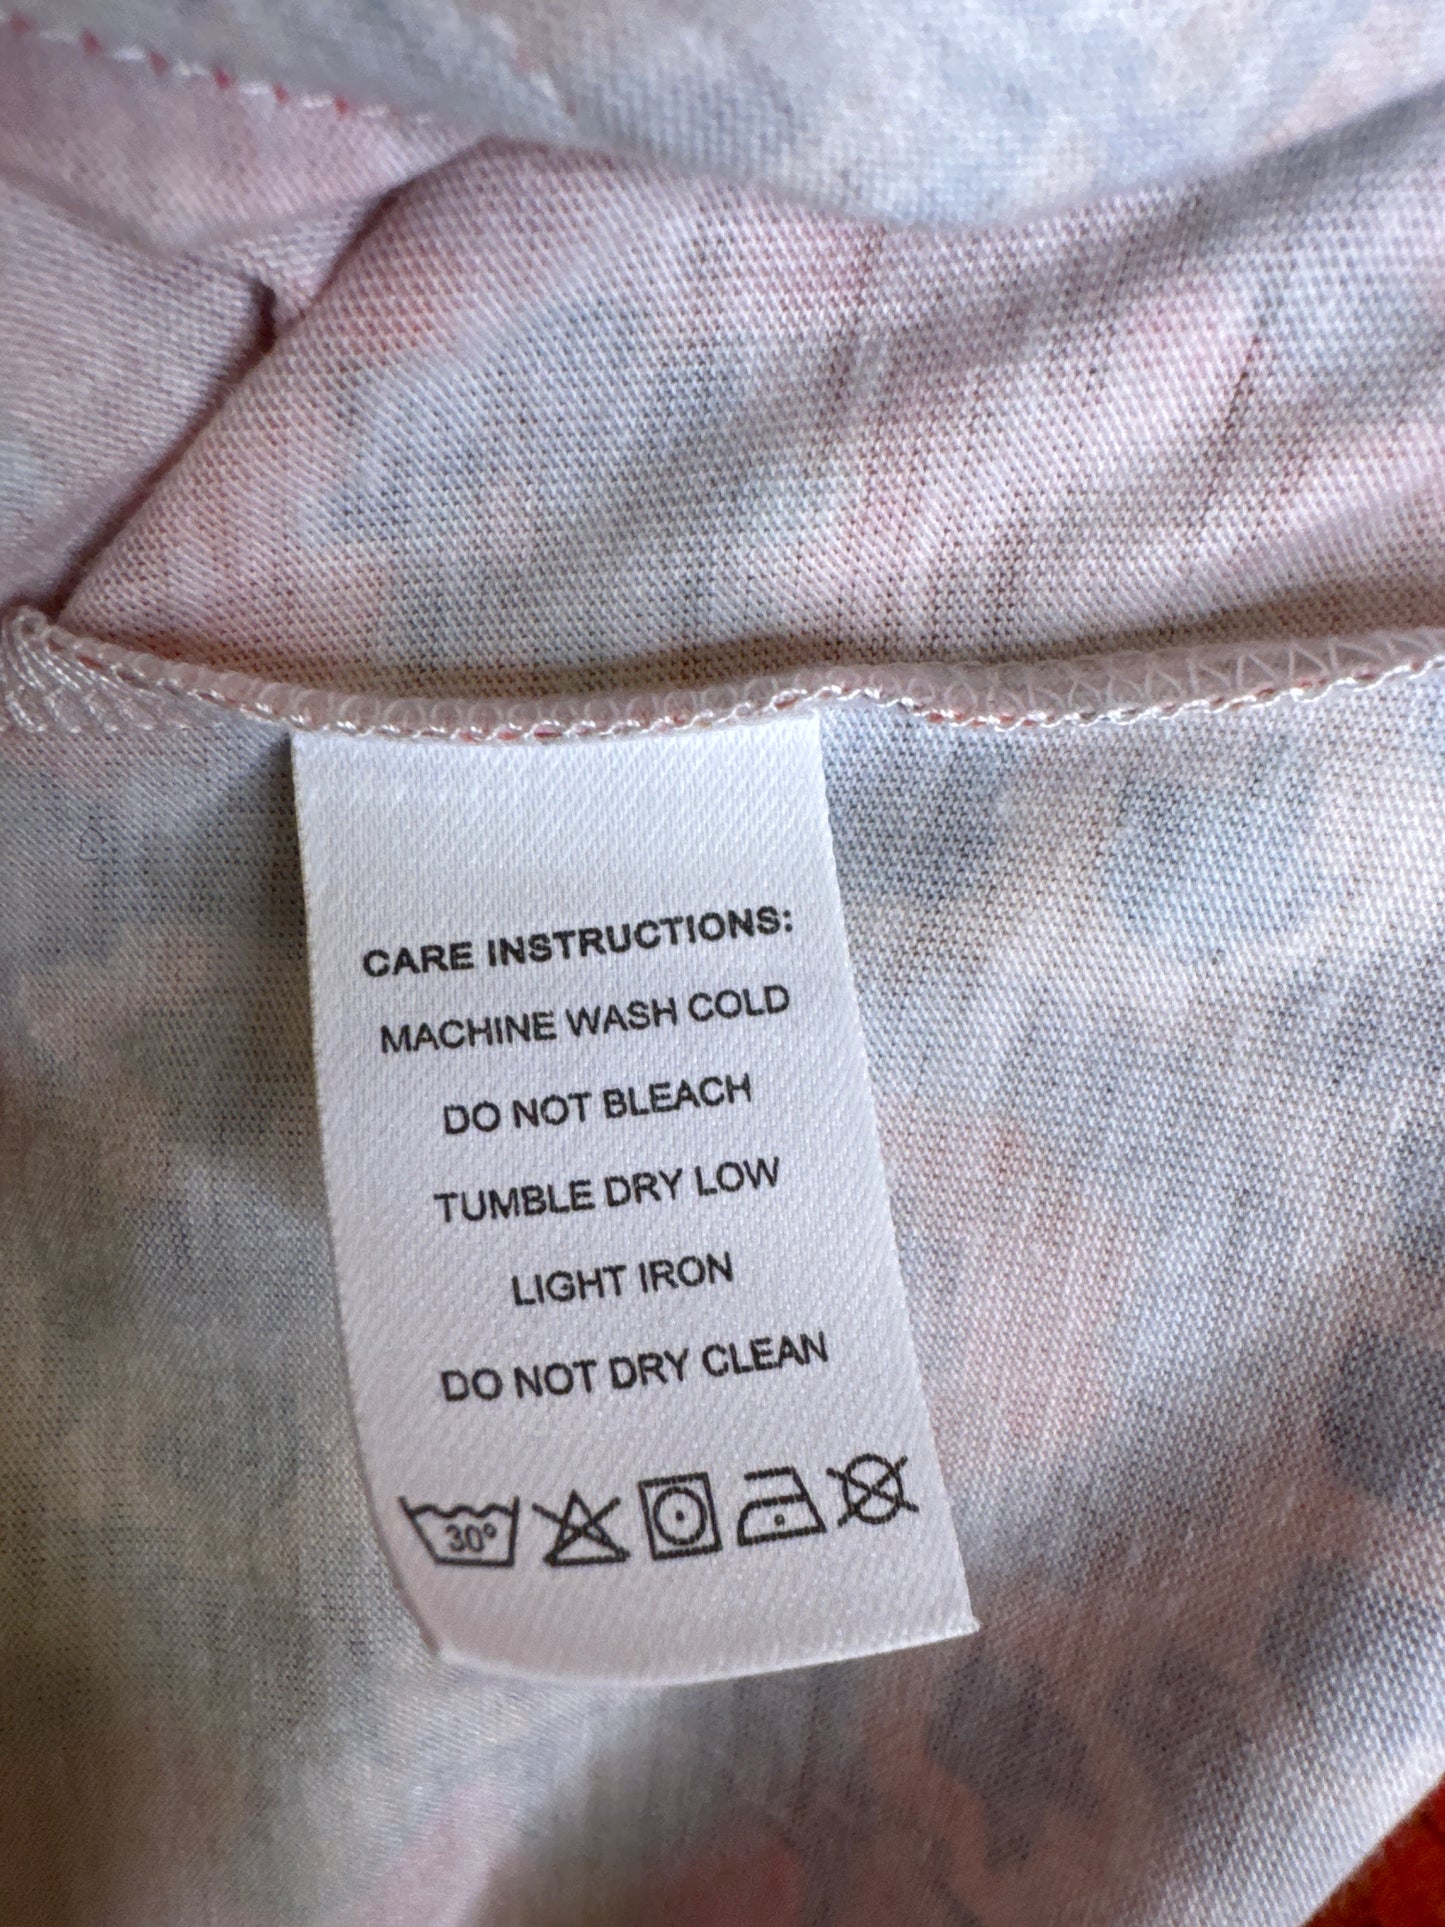 CARE INSTRUCTIONS:
MACHINE WASH COLD
DO NOT BLEACH
TUMBLE DRY LOW
LIGHT IRON
DO NOT DRY CLEAN
30°